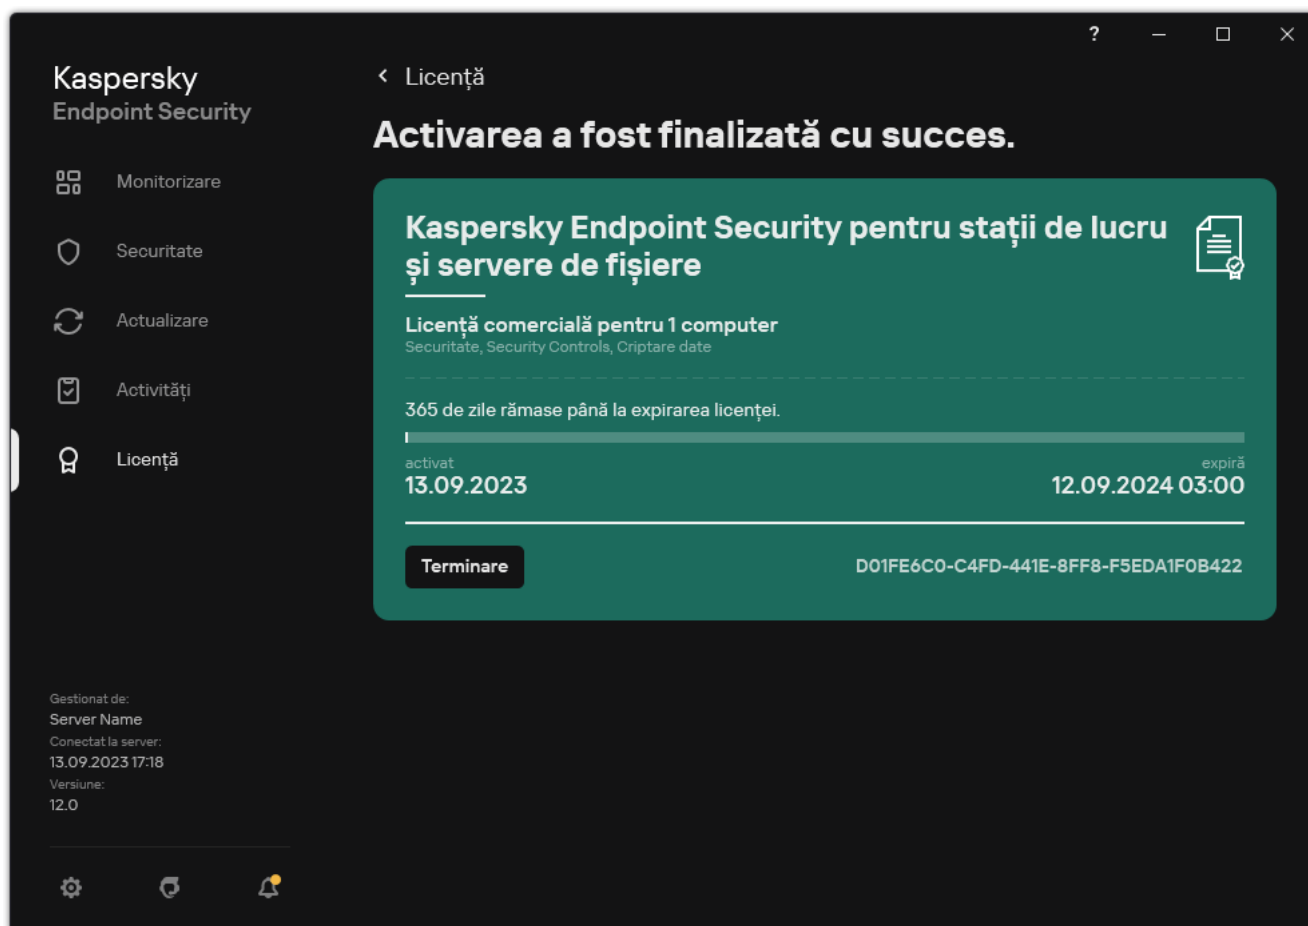 ?
Kaspersky
Endpoint Security
Monitorizare
Securitate
Actualizare
Activități
Licență
Gestionat de:
Server Name
Conectat la server:
13.09.2023 17:18
Versiune:
12.0
Licență
Activarea a fost finalizată cu succes.
Kaspersky Endpoint Security pentru stații de lucru
și servere de fișiere
Licență comercială pentru 1 computer
Securitate, Security Controls, Criptare date
365 de zile rămase până la expirarea licenței.
activat
13.09.2023
expiră
12.09.2024 03:00
Terminare
D01FE6C0-C4FD-441E-8FF8-F5EDA1F0B422